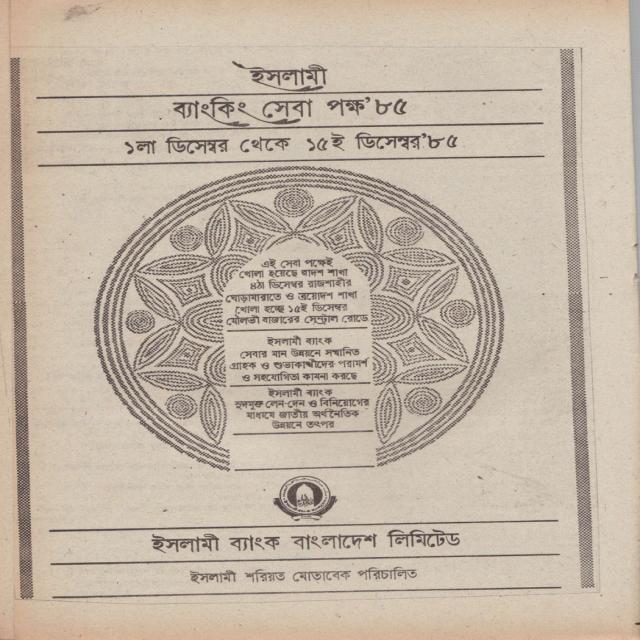 ইসলামী
ব্যাংকিং সেবা পক্ষ'৮৫
১লা ডিসেম্বর থেকে ১৫ই ডিসেম্বর'৮৫
এই সেবা পক্ষেই
খোলা হয়েছে দ্বাদশ শাখা
৪ঠা ডিসেম্বর রাজশাহীর
ঘোড়ামারাতে ও ত্রয়োদশ শাখা
খোলা হচ্ছে ১৫ই ডিসেম্বর
মৌলভী বাজারের সেন্ট্রাল রোডে
ইসলামী ব্যাংক
সেবার মান উন্নয়নে সম্মানিত
গ্রাহক ও শুভাকাঙ্খীদের পরামর্শ
ও সহযোগিতা কামনা করছে
ইসলামী ব্যাংক
সুদমুক্ত লেন-দেন ও বিনিয়োগের
মাধ্যমে জাতীয় অর্থনৈতিক
উন্নয়নে তৎপর
ইসলামী ব্যাংক বাংলাদেশ লিমিটেড
ইসলামী শরিয়ত মোতাবেক পরিচালিত